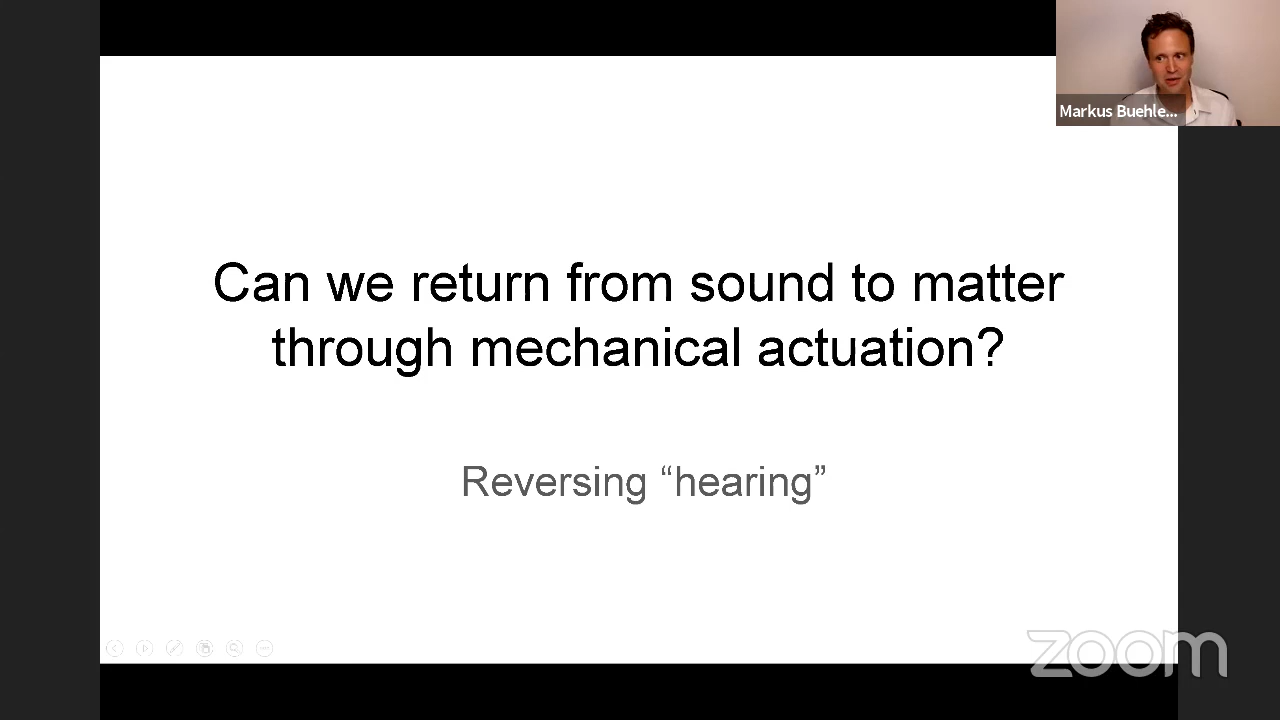 Markus Buehle...
Can we return from sound to matter
through mechanical actuation?
Reversing “hearing”
zoom